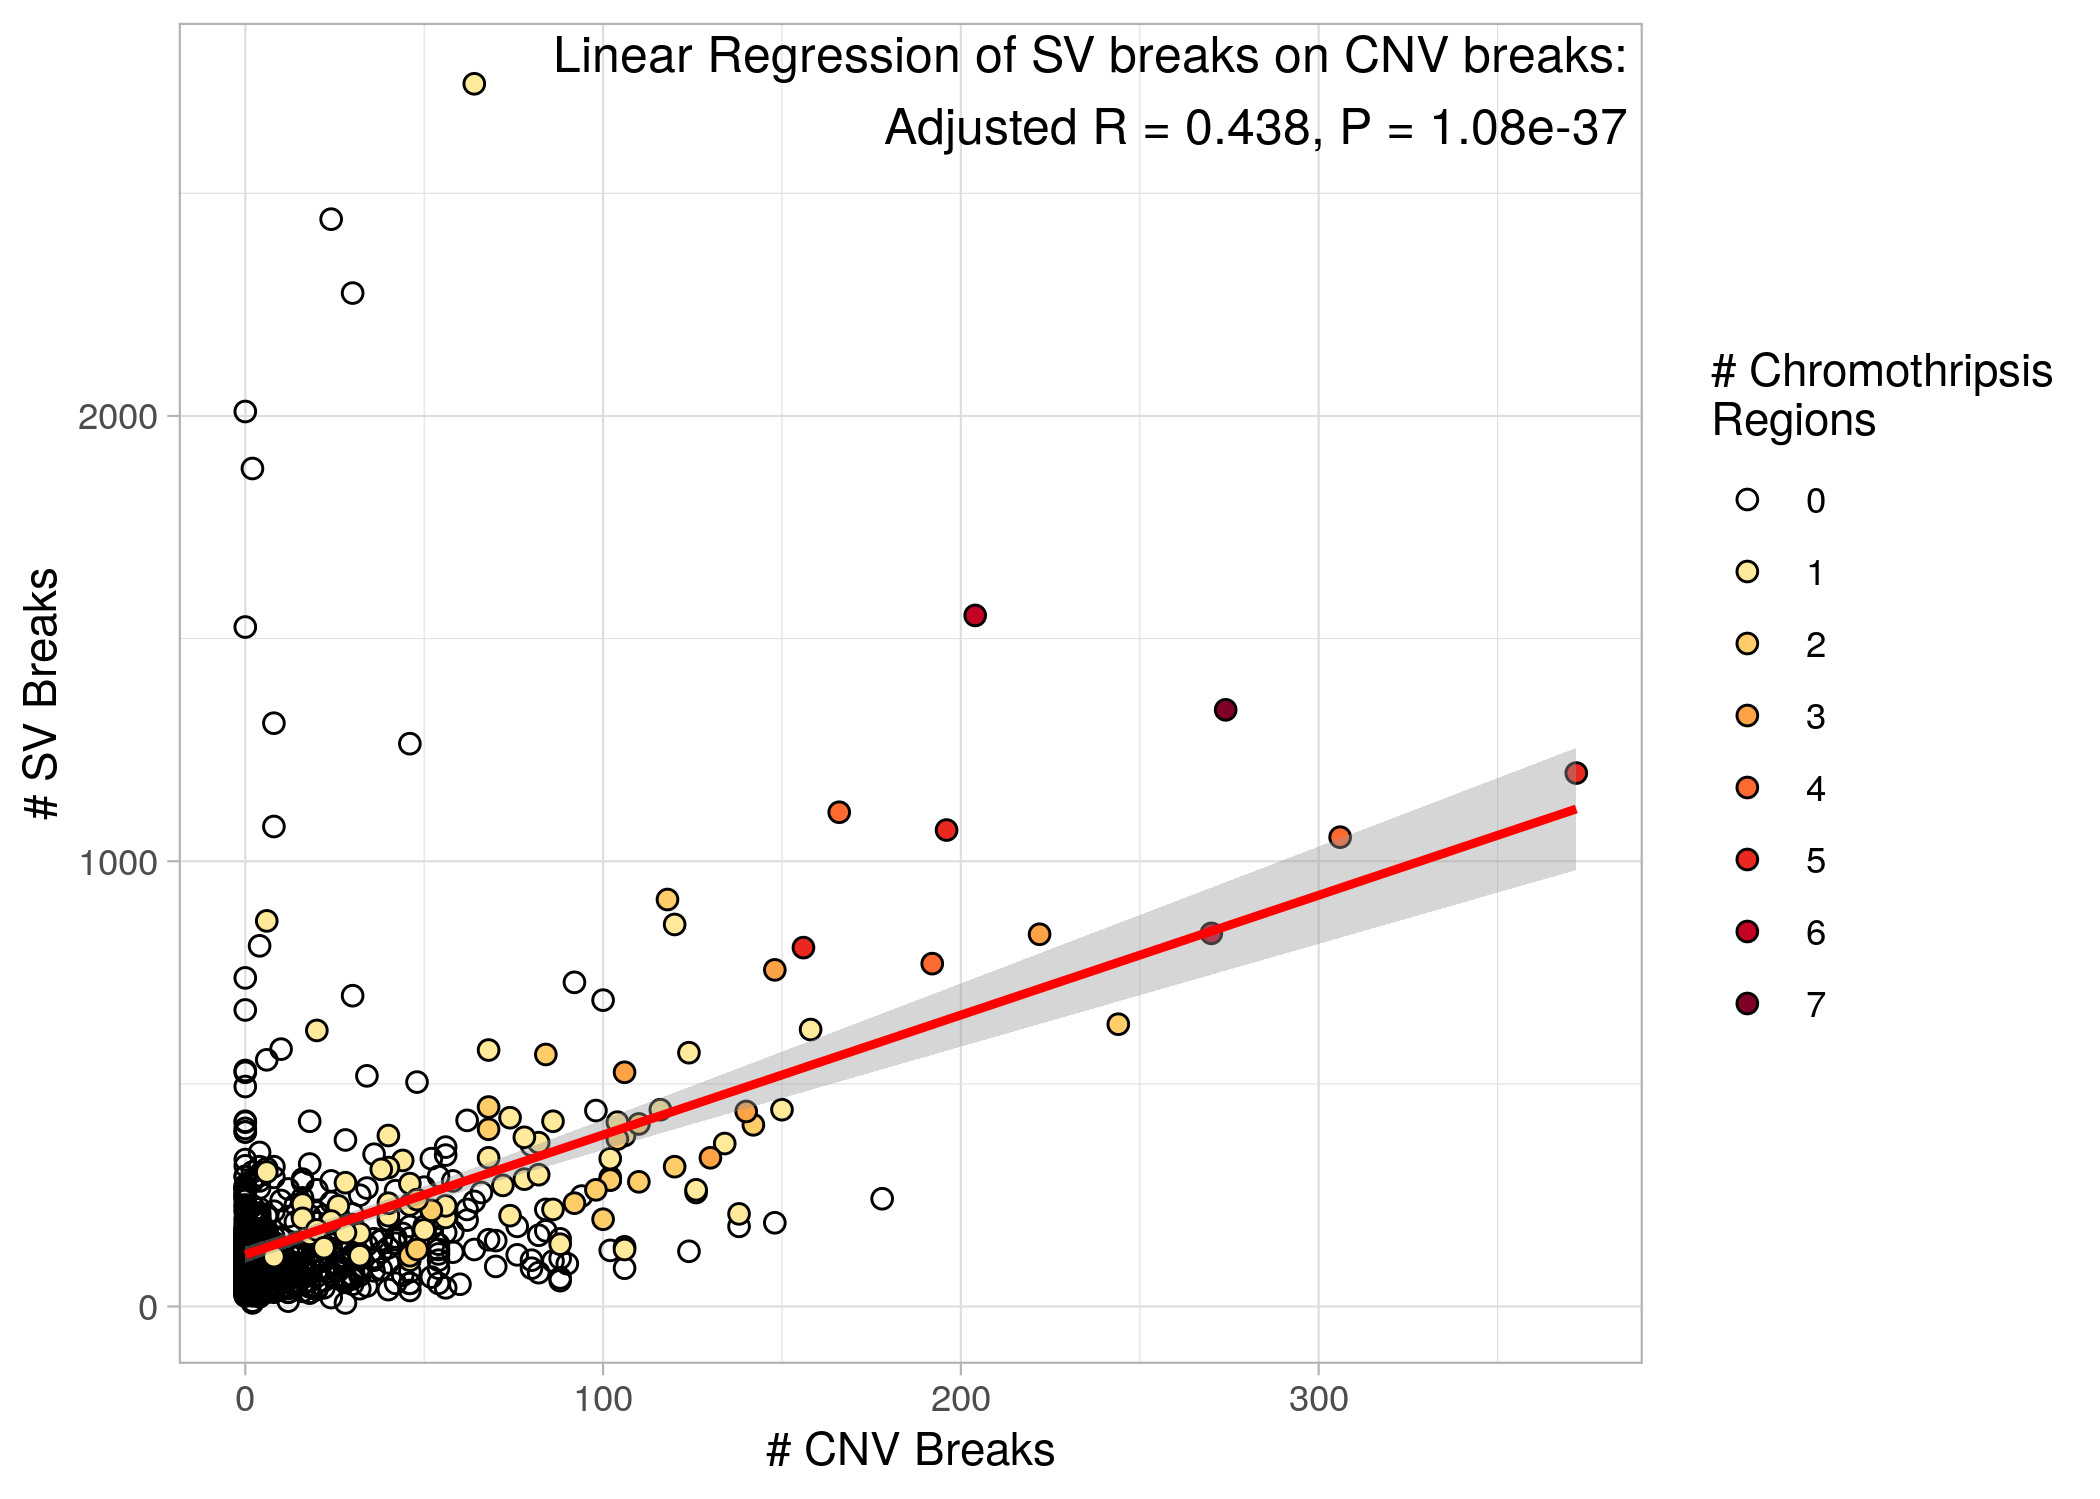 Linear Regression of SV breaks on CNV breaks:
Adjusted R = 0.438, P = 1.08e-37
# SV Breaks
2000
1000
0
0
100
200
300
# CNV Breaks
# Chromothripsis
Regions
0
1
2
3
4
5
6
7